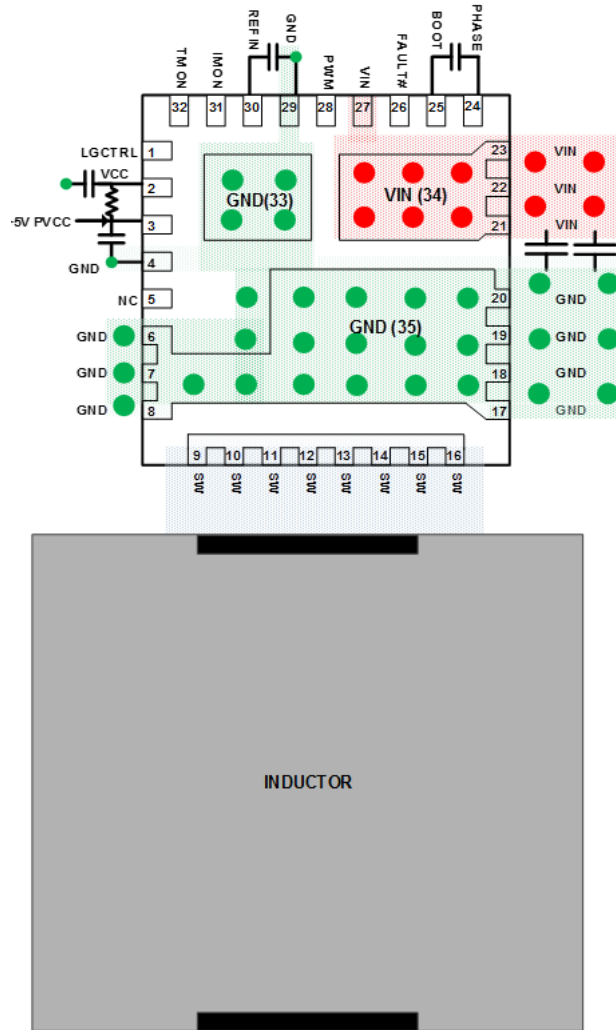 TMON
IMON
REFIN
GND
PWM
VIN
FAULT#
BOOT
PHASE
32
31
30
29
28
27
26
25
24
LGCTRL
1
VCC
2
-5V PVCC
3
GND
4
NC
5
GND
6
GND
7
GND
8
GND(33)
VIN (34)
GND (35)
23
22
21
20
19
18
17
VIN
VIN
VIN
GND
GND
GND
GND
9
10
11
12
13
14
15
16
SW
SW
SW
SW
SW
SW
SW
SW
INDUCTOR